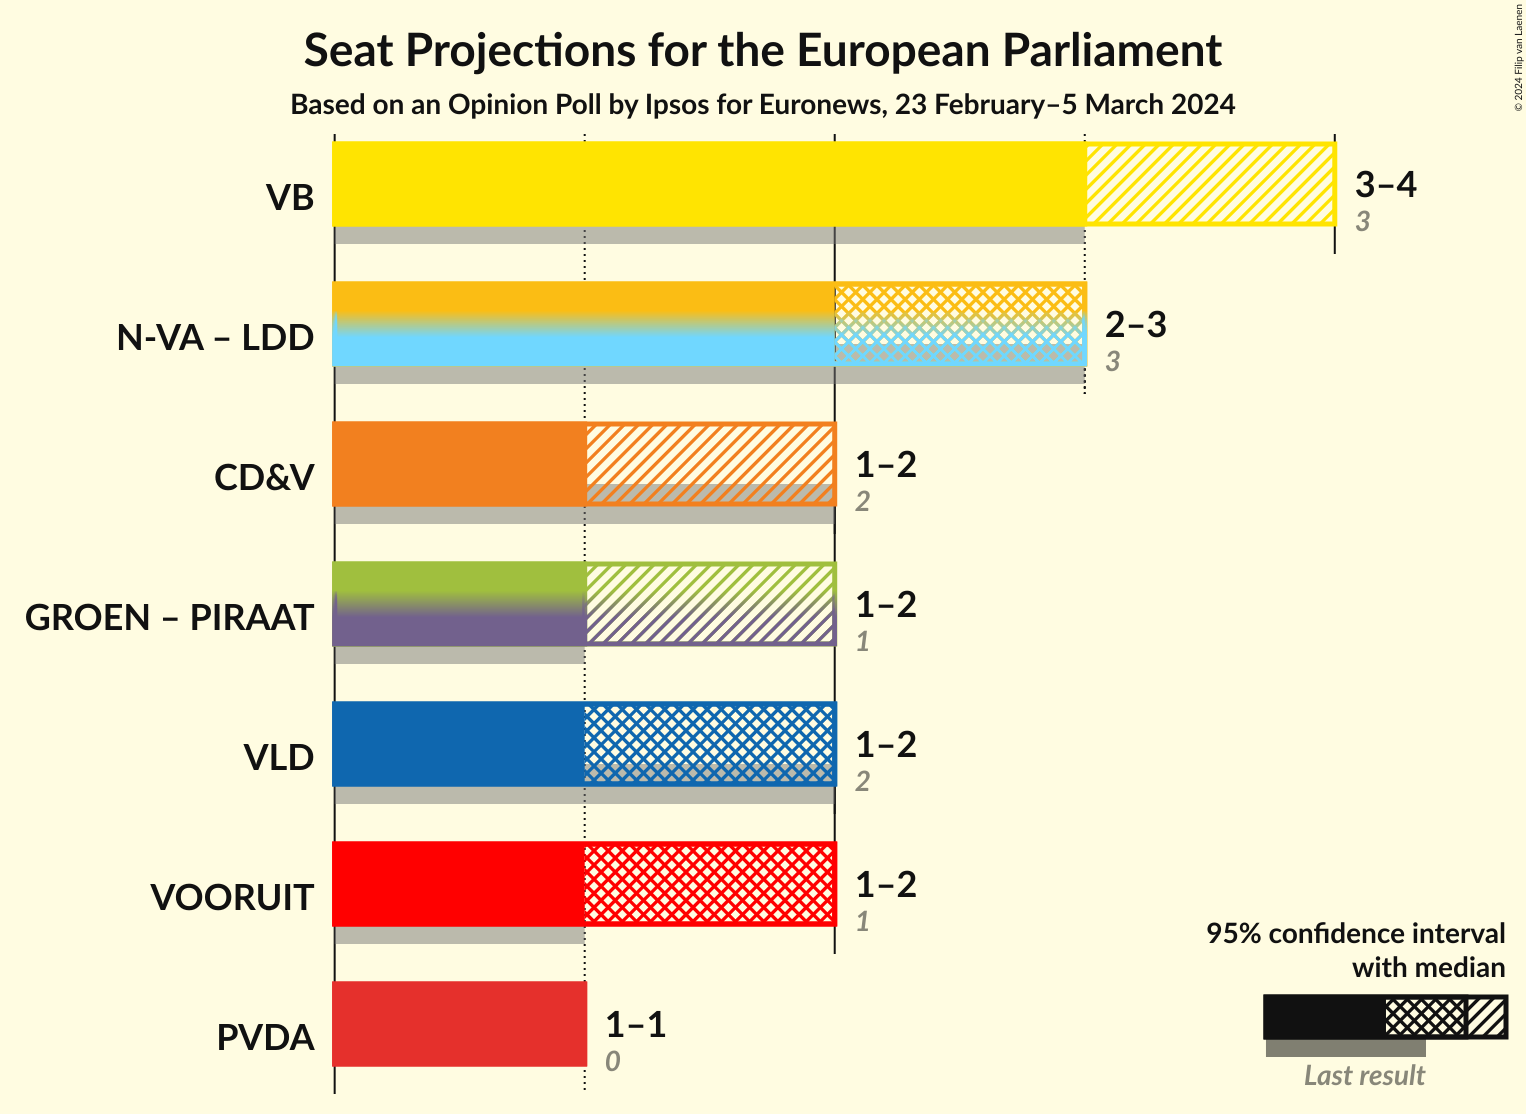 Seat Projections for the European Parliament
Based on an Opinion Poll by Ipsos for Euronews, 23 February–5 March 2024
© 2024 Filip van Laenen
VB
3–4
3
N-VA – LDD
2–3
3
CD&V
1–2
2
GROEN – PIRAAT
1–2
1
VLD
1–2
2
VOORUIT
1–2
1
PVDA
1–1
0
95% confidence interval
with median
Last result